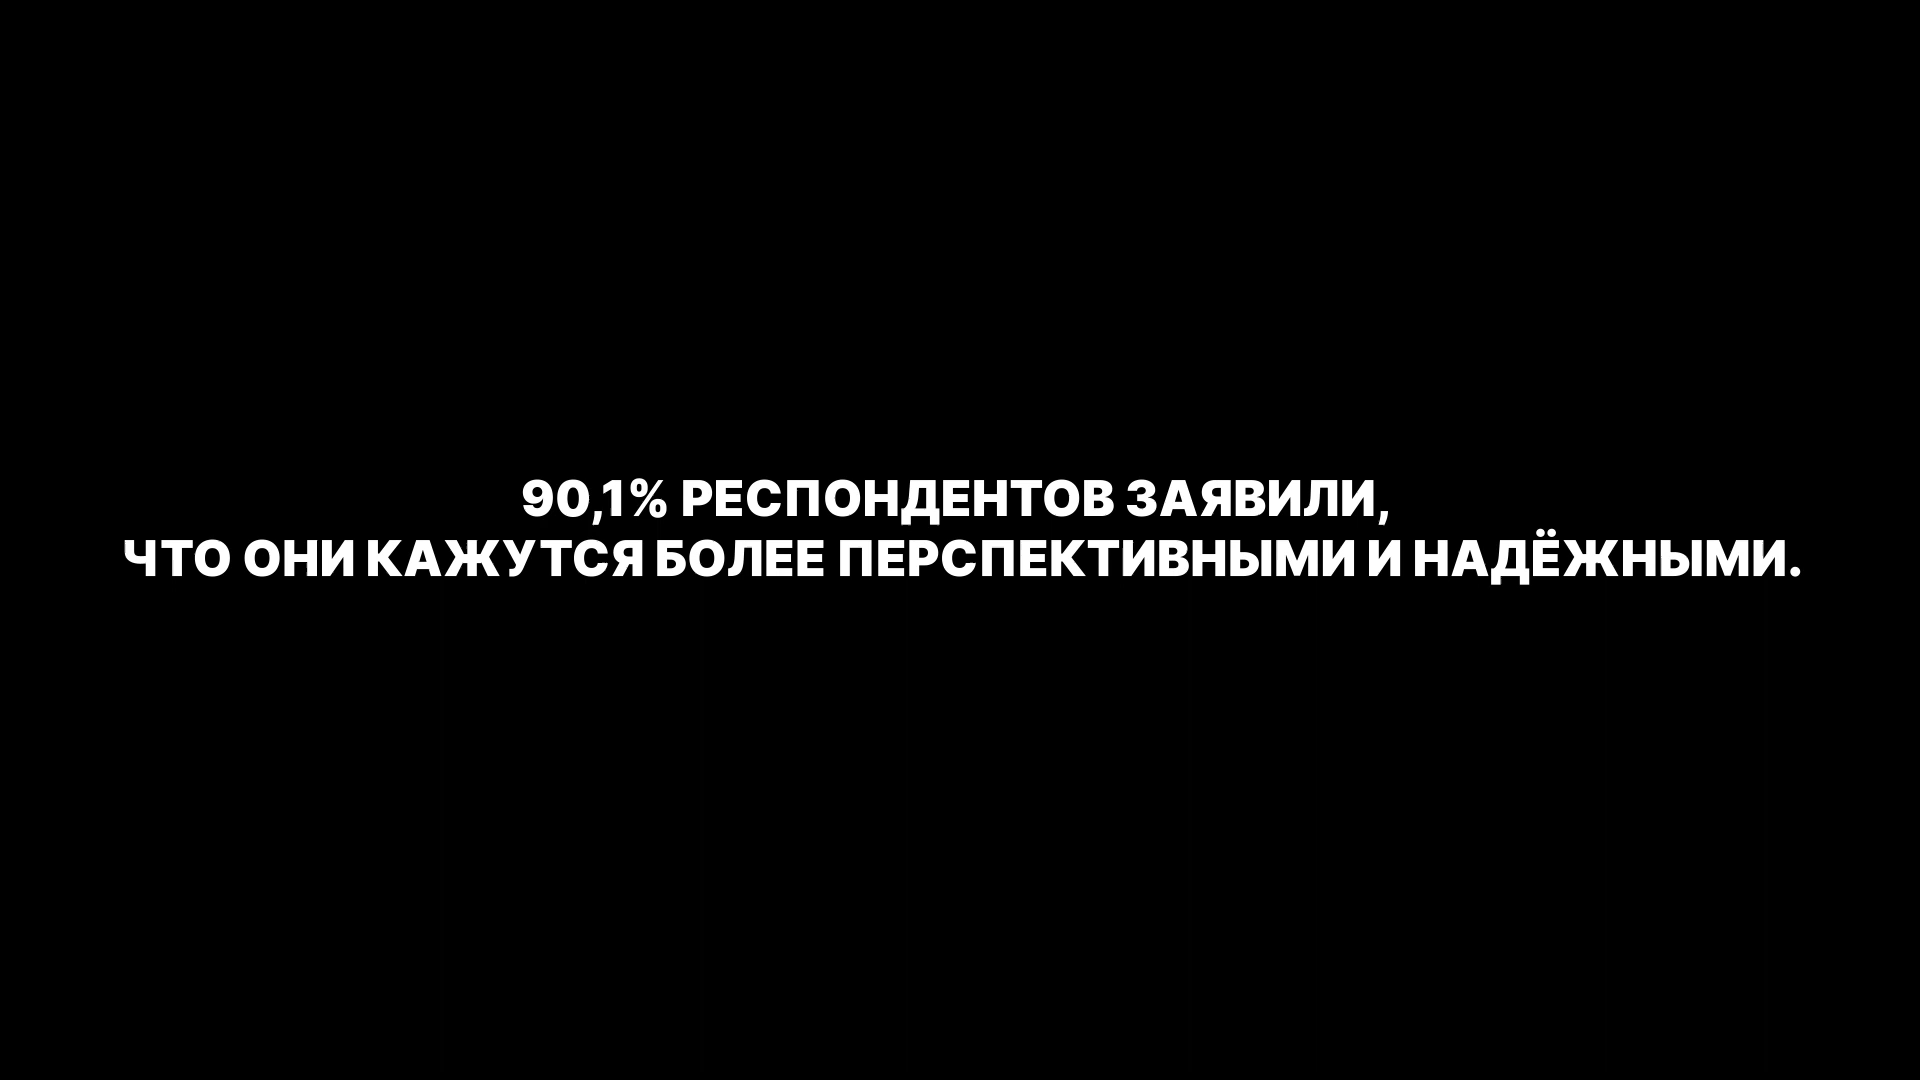 90,1% РЕСПОНДЕНТОВ ЗАЯВИЛИ,
ЧТО ОНИ КАЖУТСЯ БОЛЕЕ ПЕРСПЕКТИВНЫМИ И НАДЁЖНЫМИ.